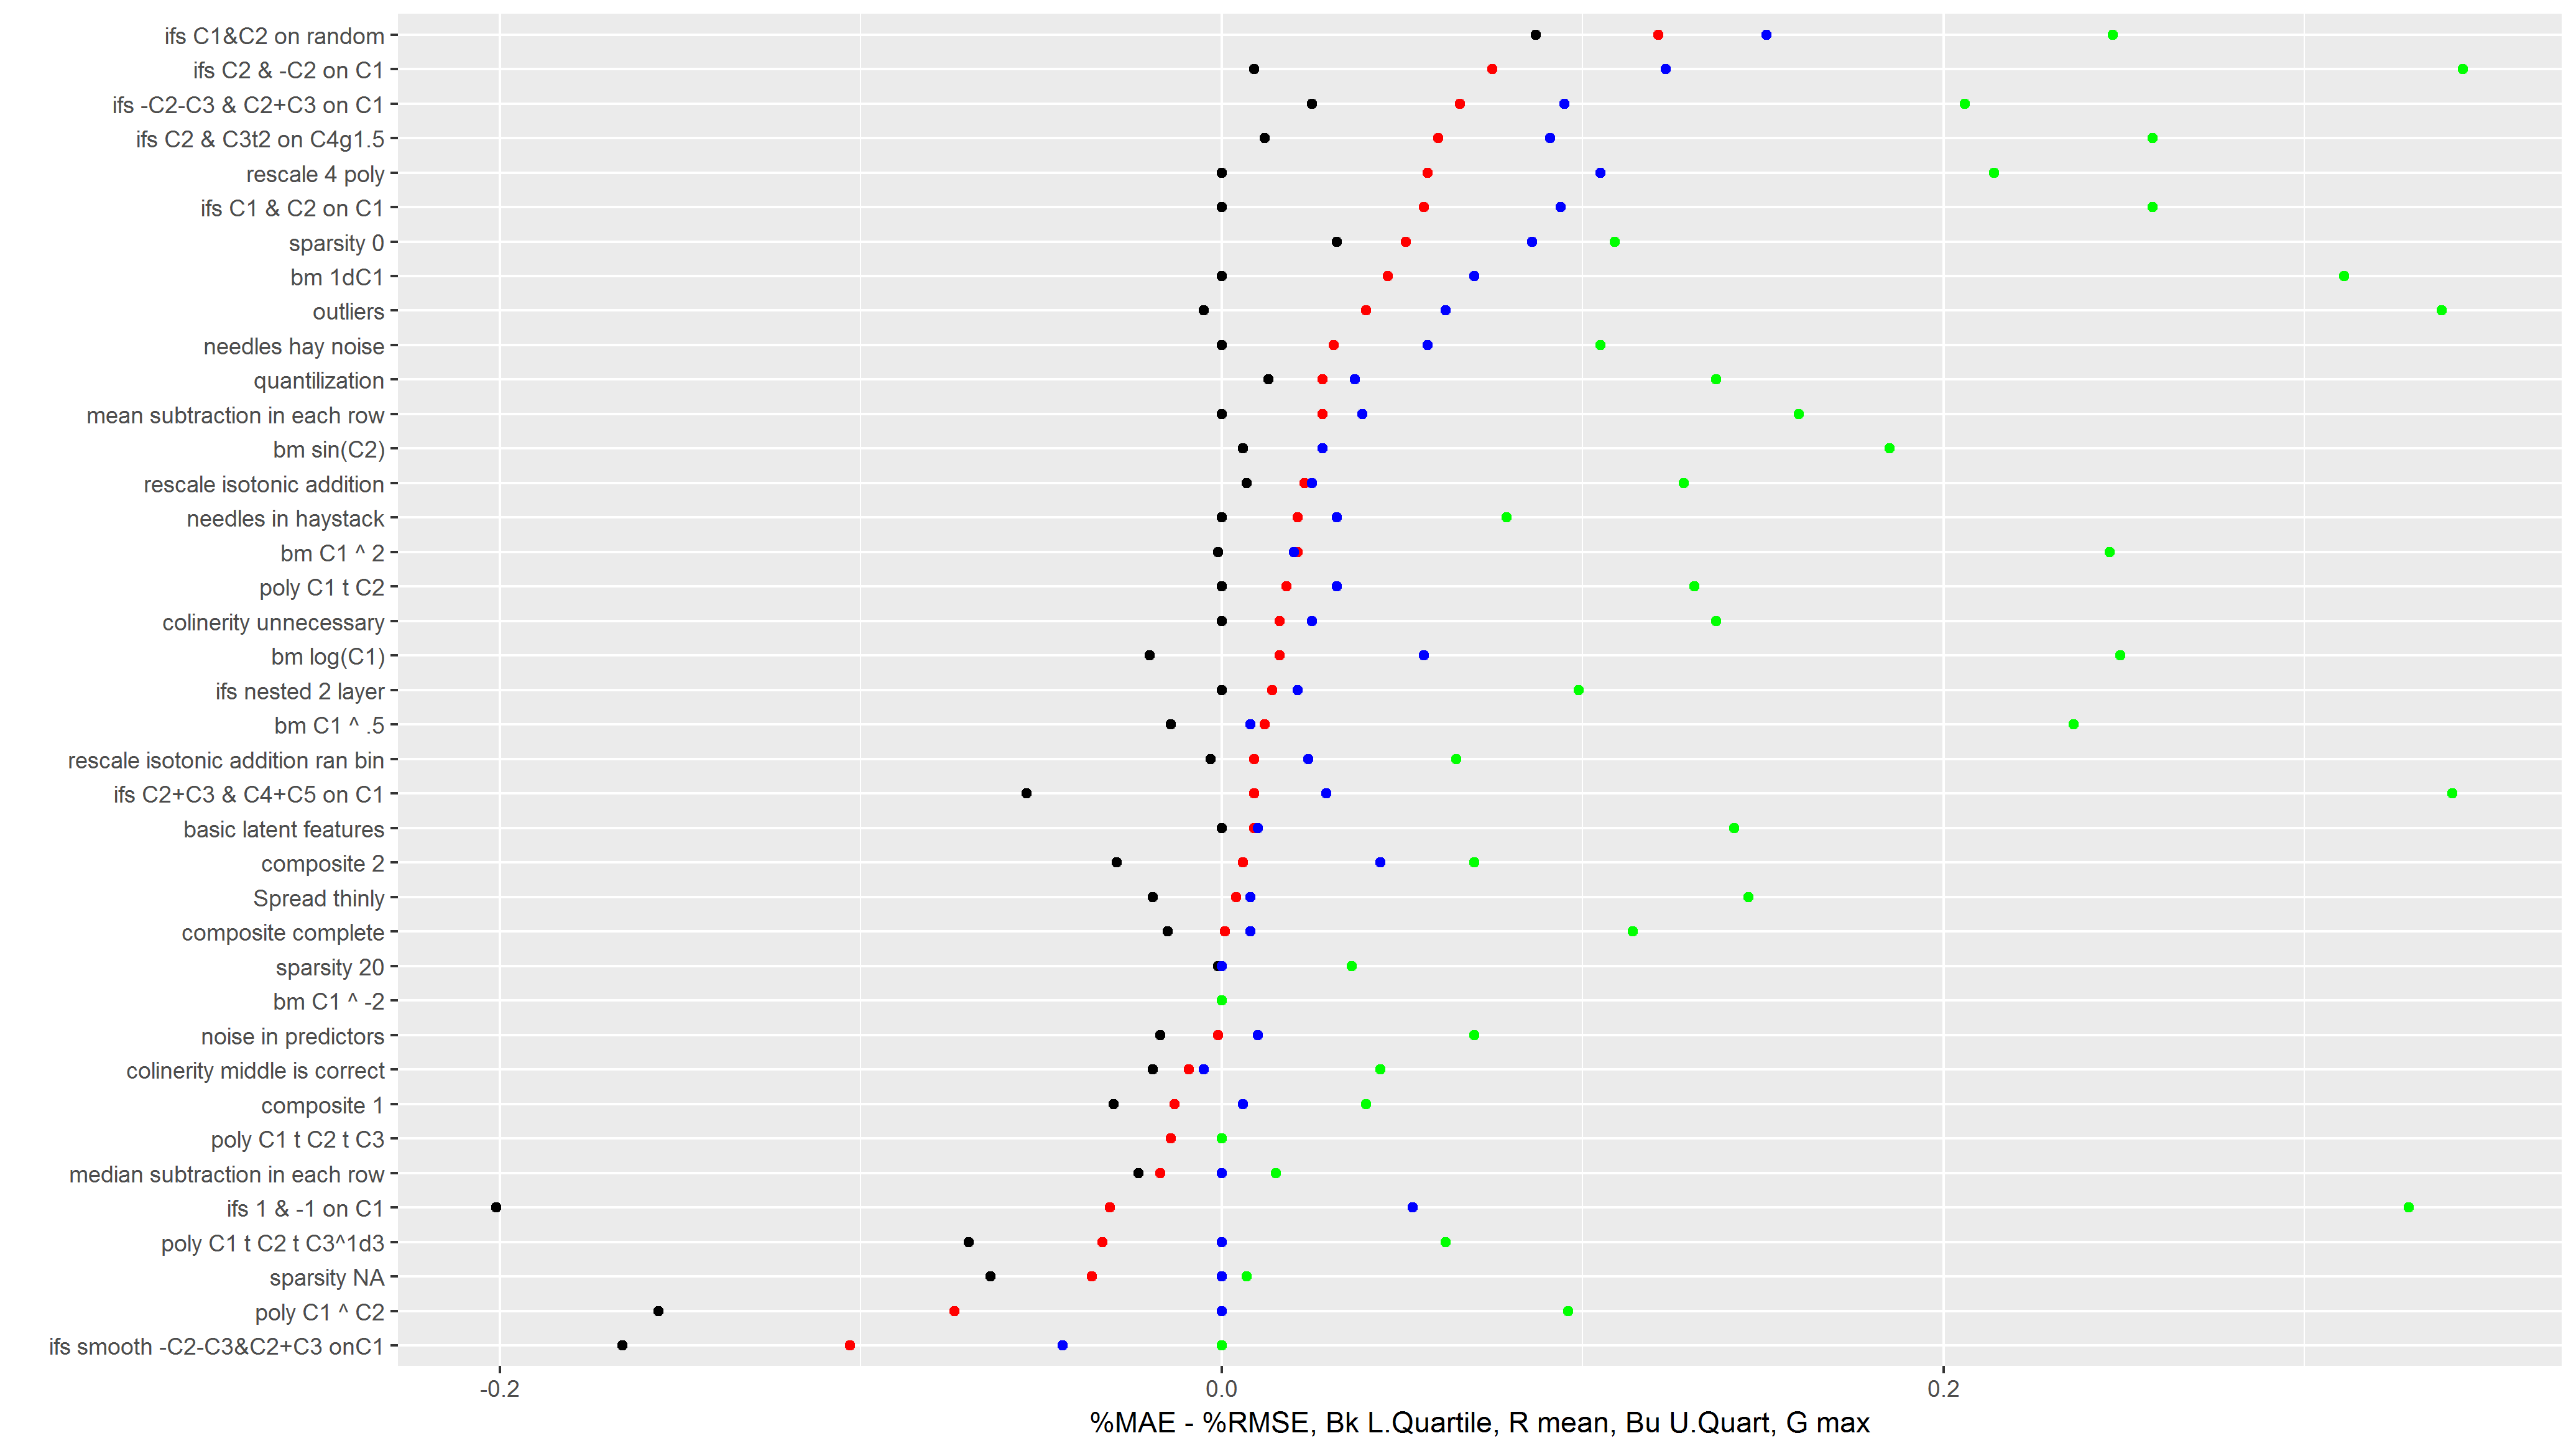 ifs C1&C2 on random
ifs C2 & -C2 on C1
ifs -C2-C3 & C2+C3 on C1
ifs C2 & C3t2 on C4g1.5
rescale 4 poly
ifs C1 & C2 on C1
sparsity 0
bm 1dC1
outliers
needles hay noise
quantilization
mean subtraction in each row
bm sin(C2)
rescale isotonic addition
needles in haystack
bm C1 ^ 2
poly C1 t C2
colinerity unnecessary
bm log(C1)
ifs nested 2 layer
bm C1 ^ .5
rescale isotonic addition ran bin
ifs C2+C3 & C4+C5 on C1
basic latent features
composite 2
Spread thinly
composite complete
sparsity 20
bm C1 ^ -2
noise in predictors
colinerity middle is correct
composite 1
poly C1 t C2 t C3
median subtraction in each row
ifs 1 & -1 on C1
poly C1 t C2 t C3^1d3
sparsity NA
poly C1 ^ C2
ifs smooth -C2-C3&C2+C3 onC1
-0.2 0.0 0.2
%MAE - %RMSE, Bk L.Quartile, R mean, Bu U.Quart, G max